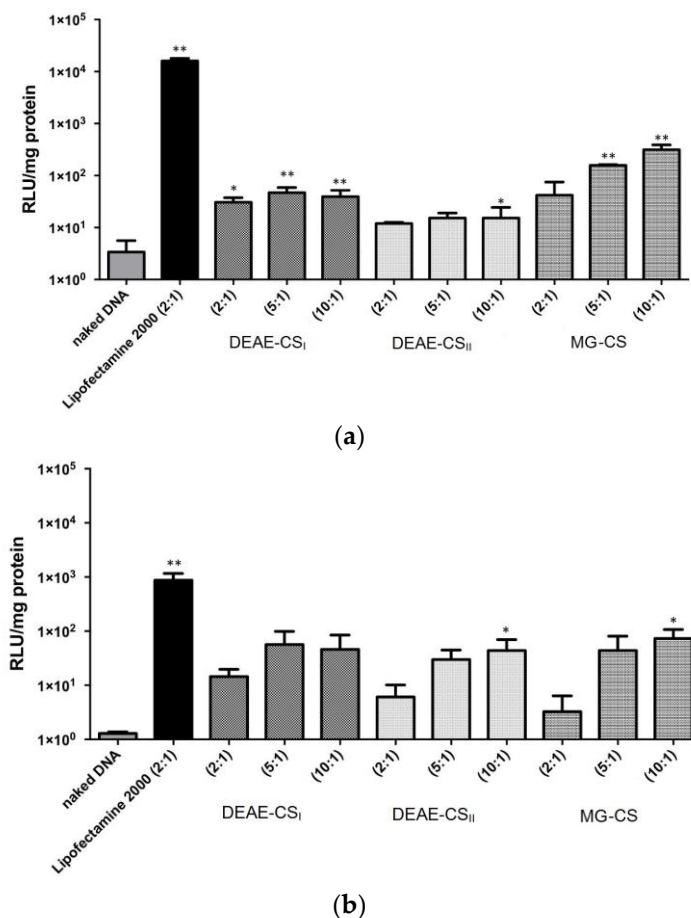 1×10⁵
1×10⁴
1×10³
1×10²
1×10¹
1×10⁰
RLU/mg protein
**
*
**
**
*
**
**
naked DNA
Lipofectamine 2000 (2:1)
(2:1)
(5:1)
(10:1)
(2:1)
(5:1)
(10:1)
(2:1)
(5:1)
(10:1)
DEAE-CSI
DEAE-CSII
MG-CS
(a)
1×10⁵
1×10⁴
1×10³
1×10²
1×10¹
1×10⁰
RLU/mg protein
**
*
*
naked DNA
Lipofectamine 2000 (2:1)
(2:1)
(5:1)
(10:1)
(2:1)
(5:1)
(10:1)
(2:1)
(5:1)
(10:1)
DEAE-CSI
DEAE-CSII
MG-CS
(b)